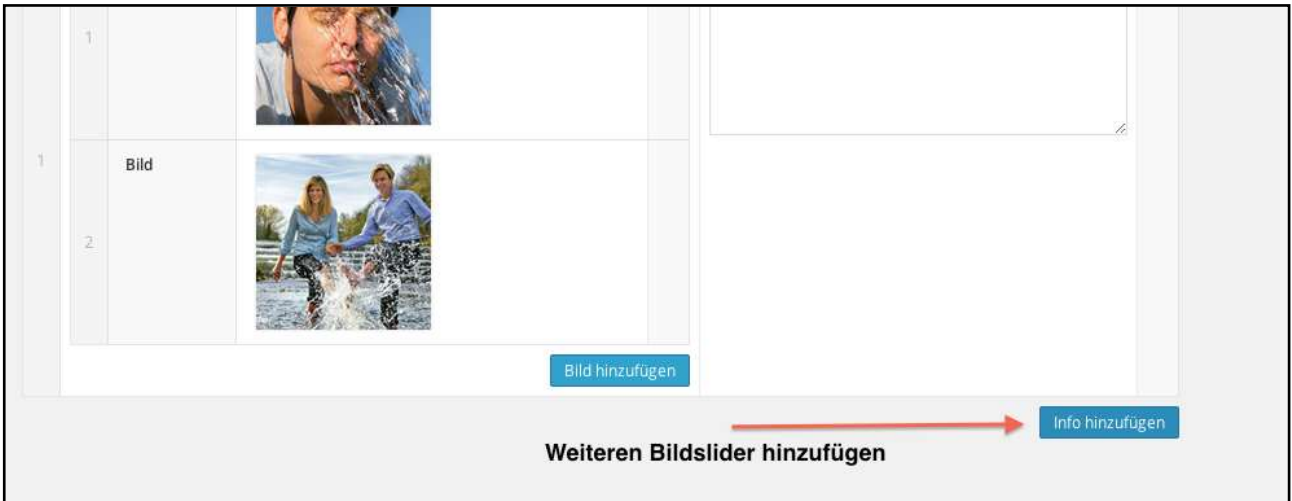 1
1
Bild
2
Bild hinzufügen
Info hinzufügen
Weiteren Bildslider hinzufügen